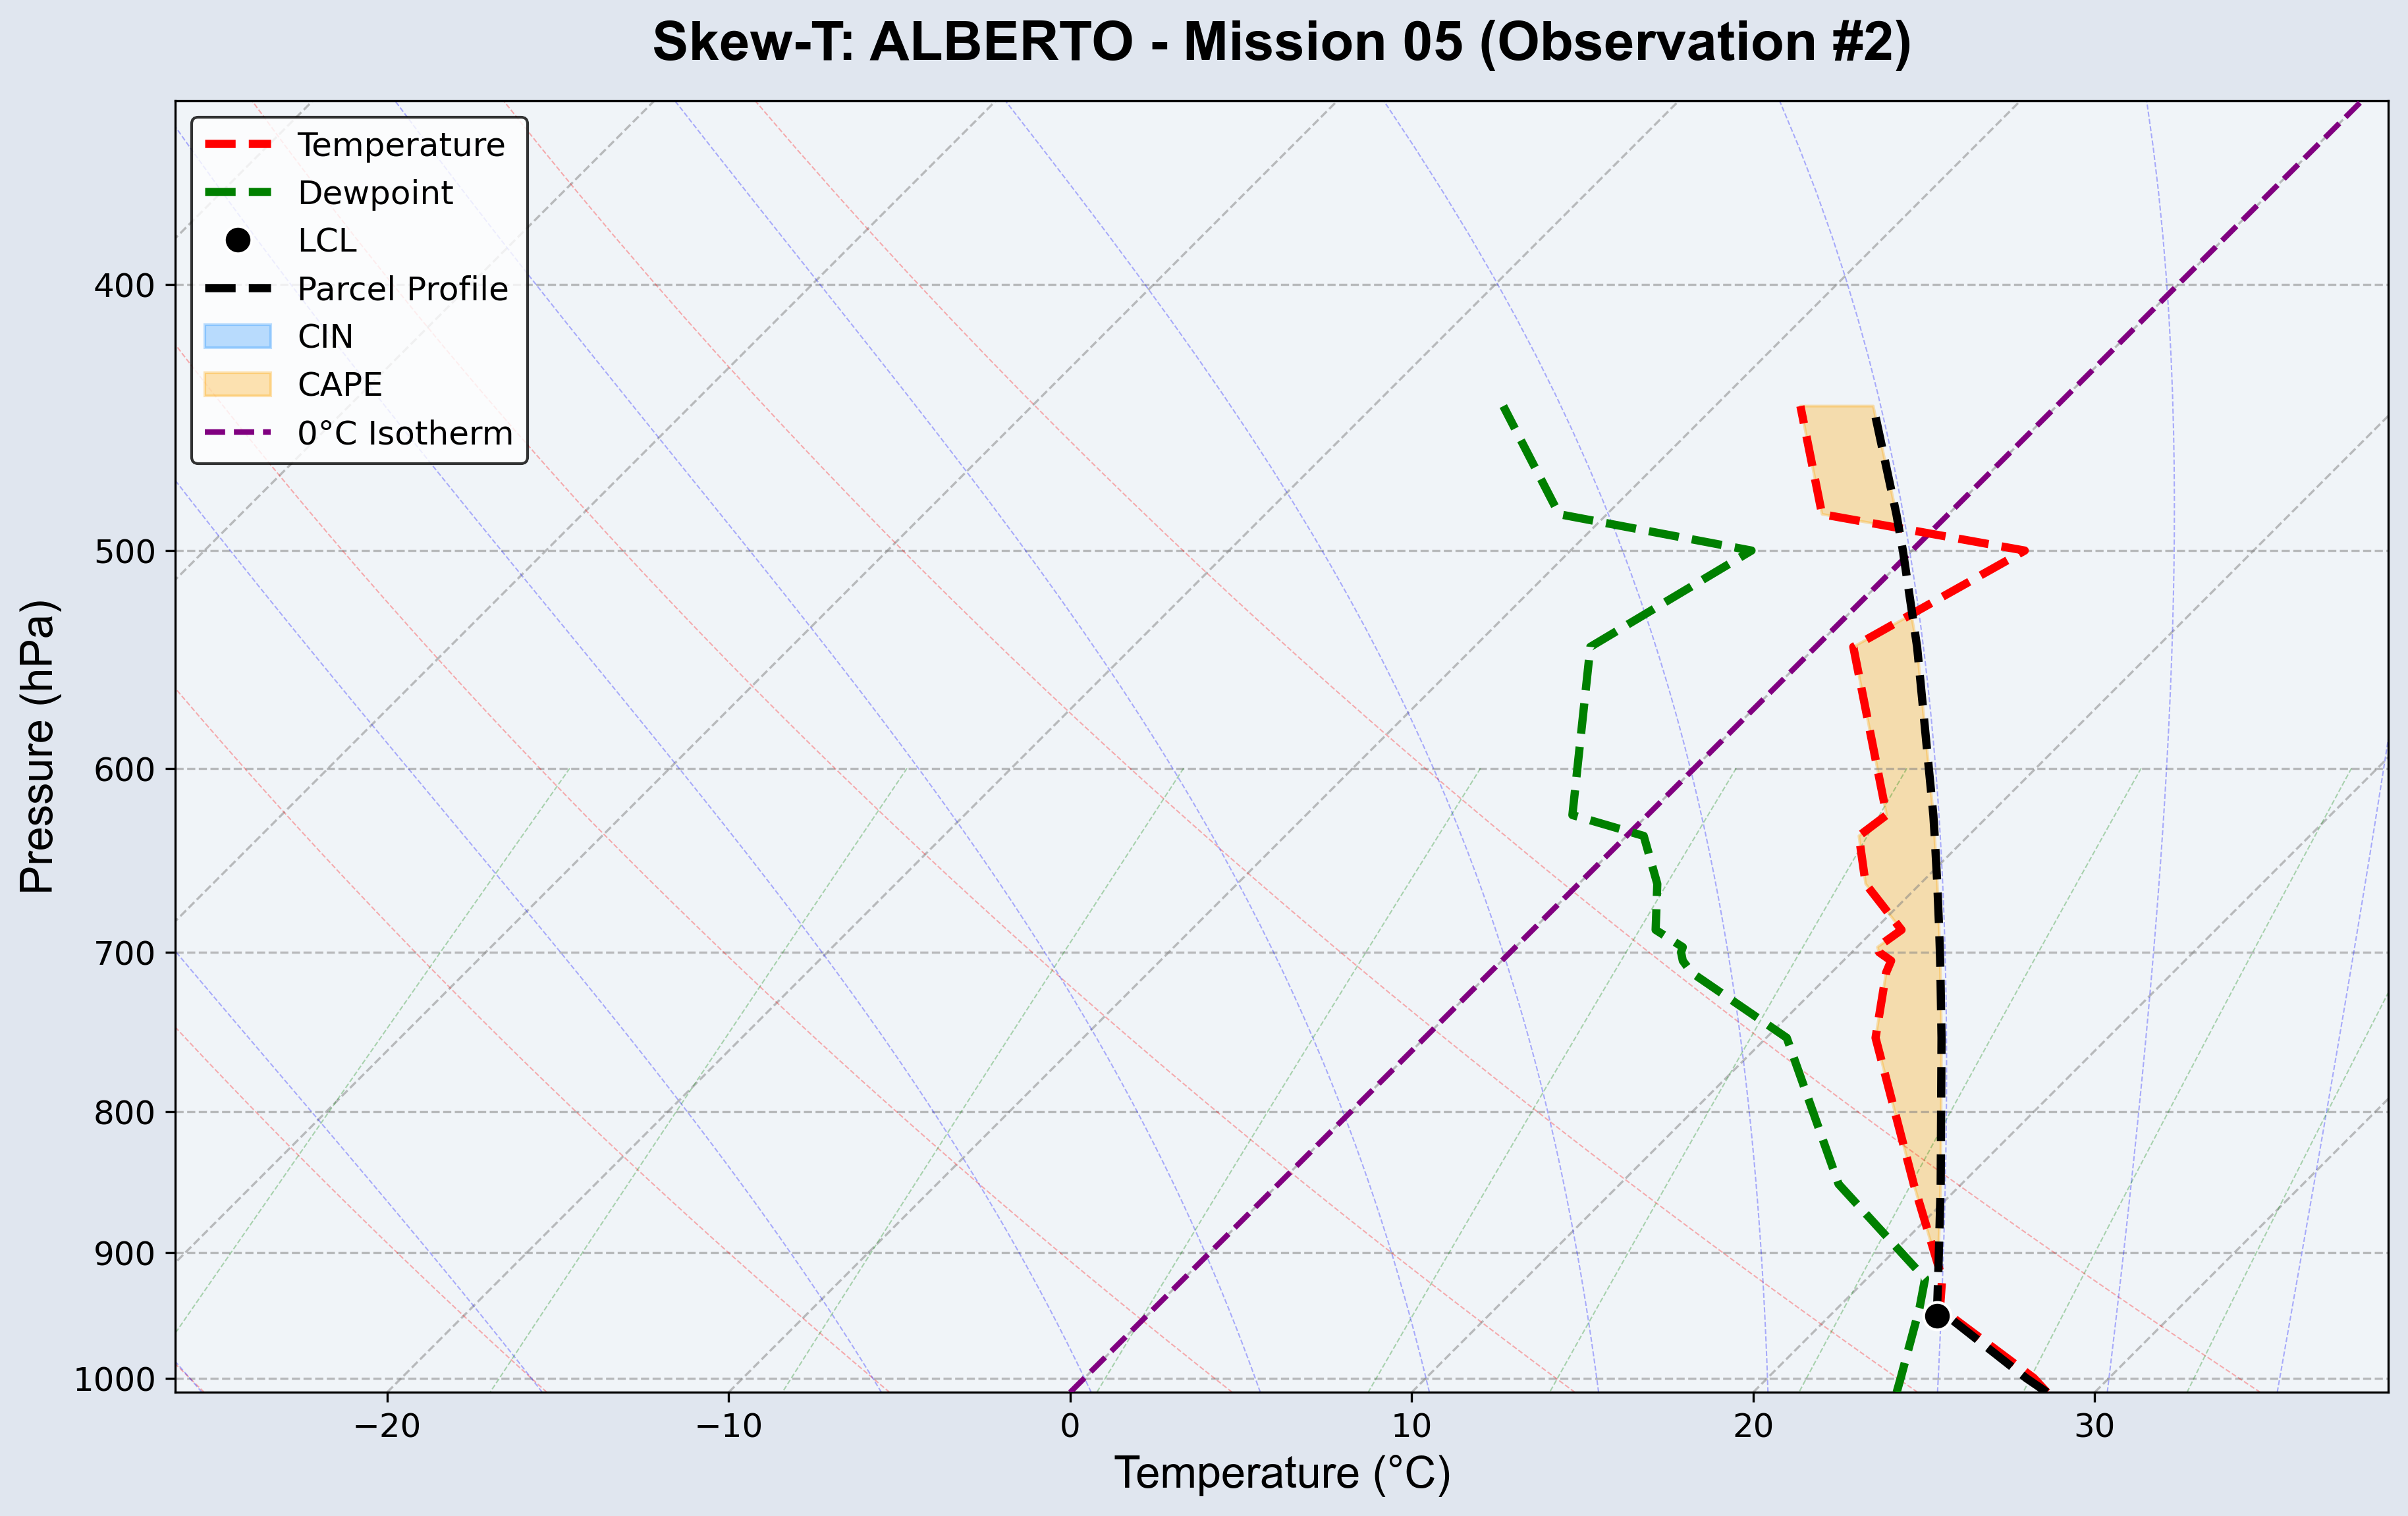 Skew-T: ALBERTO - Mission 05 (Observation #2)
Temperature
Dewpoint
LCL
Parcel Profile
CIN
CAPE
0°C Isotherm
Pressure (hPa)
400
500
600
700
800
900
1000
−20 −10 0 10 20 30
Temperature (°C)